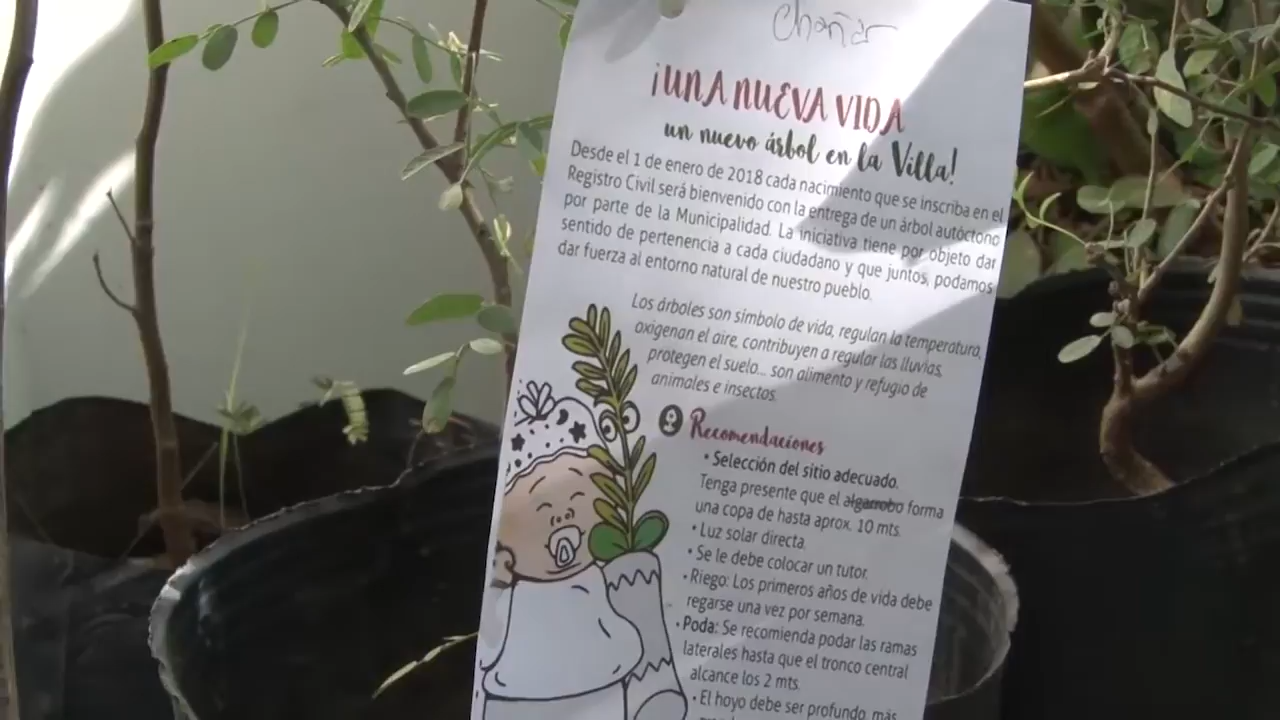 Chañar
¡UNA NUEVA VIDA
un nuevo árbol en la Villa!
Desde el 1 de enero de 2018 cada nacimiento que se inscriba en el
Registro Civil será bienvenido con la entrega de un árbol autóctono
por parte de la Municipalidad. La iniciativa tiene por objeto dar
sentido de pertenencia a cada ciudadano y que juntos, podamos
dar fuerza al entorno natural de nuestro pueblo.
Los árboles son símbolo de vida, regulan la temperatura,
oxigenan el aire, contribuyen a regular las lluvias,
protegen el suelo... son alimento y refugio de
animales e insectos.
Recomendaciones
• Selección del sitio adecuado.
Tenga presente que el algarrobo forma
una copa de hasta aprox. 10 mts.
• Luz solar directa.
• Se le debe colocar un tutor.
• Riego: Los primeros años de vida debe
regarse una vez por semana.
• Poda: Se recomienda podar las ramas
laterales hasta que el tronco central
alcance los 2 mts.
• El hoyo debe ser profundo, más